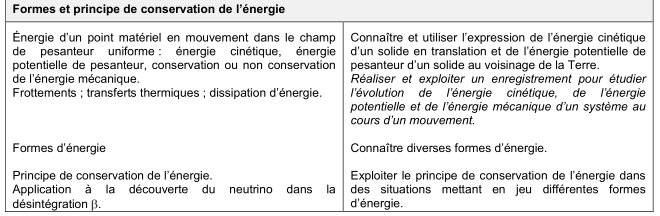 Formes et principe de conservation de l'énergie
Énergie d'un point matériel en mouvement dans le champ
de pesanteur uniforme : énergie cinétique, énergie
potentielle de pesanteur, conservation ou non conservation
de l'énergie mécanique.
Frottements ; transferts thermiques ; dissipation d'énergie.
Formes d'énergie
Principe de conservation de l'énergie.
Application à la découverte du neutrino dans la
désintégration β.
Connaître et utiliser l'expression de l'énergie cinétique
d'un solide en translation et de l'énergie potentielle de
pesanteur d'un solide au voisinage de la Terre.
Réaliser et exploiter un enregistrement pour étudier
l'évolution de l'énergie cinétique, de l'énergie
potentielle et de l'énergie mécanique d'un système au
cours d'un mouvement.
Connaître diverses formes d'énergie.
Exploiter le principe de conservation de l'énergie dans
des situations mettant en jeu différentes formes
d'énergie.